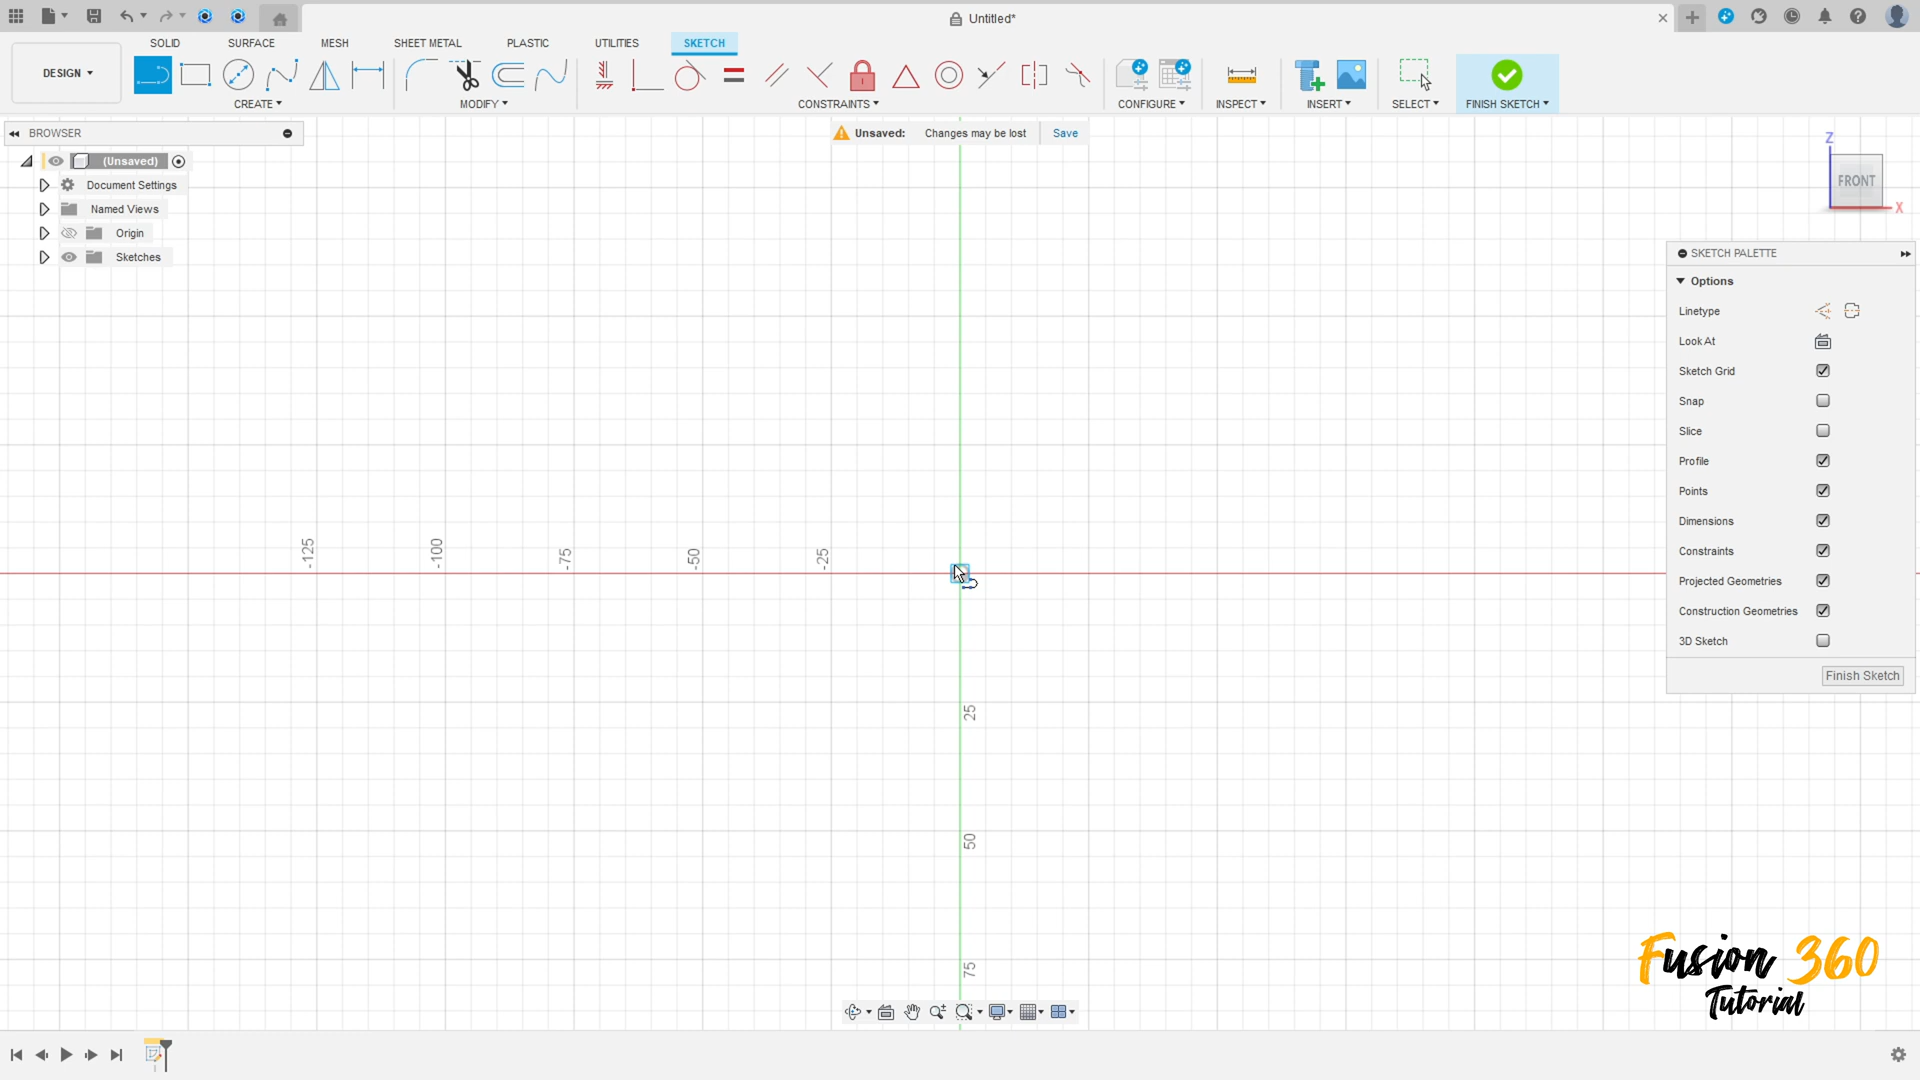 Untitled*
SOLID SURFACE MESH SHEET METAL PLASTIC UTILITIES SKETCH
DESIGN
CREATE MODIFY CONSTRAINTS CONFIGURE INSPECT INSERT SELECT FINISH SKETCH
BROWSER
Unsaved: Changes may be lost Save
(Unsaved)
Document Settings
Named Views
Origin
Sketches
Z
FRONT
X
SKETCH PALETTE
Options
Linetype
Look At
Sketch Grid
Snap
Slice
Profile
Points
Dimensions
Constraints
Projected Geometries
Construction Geometries
3D Sketch
Finish Sketch
-125
-100
-75
-50
-25
25
50
75
Fusion 360
Tutorial